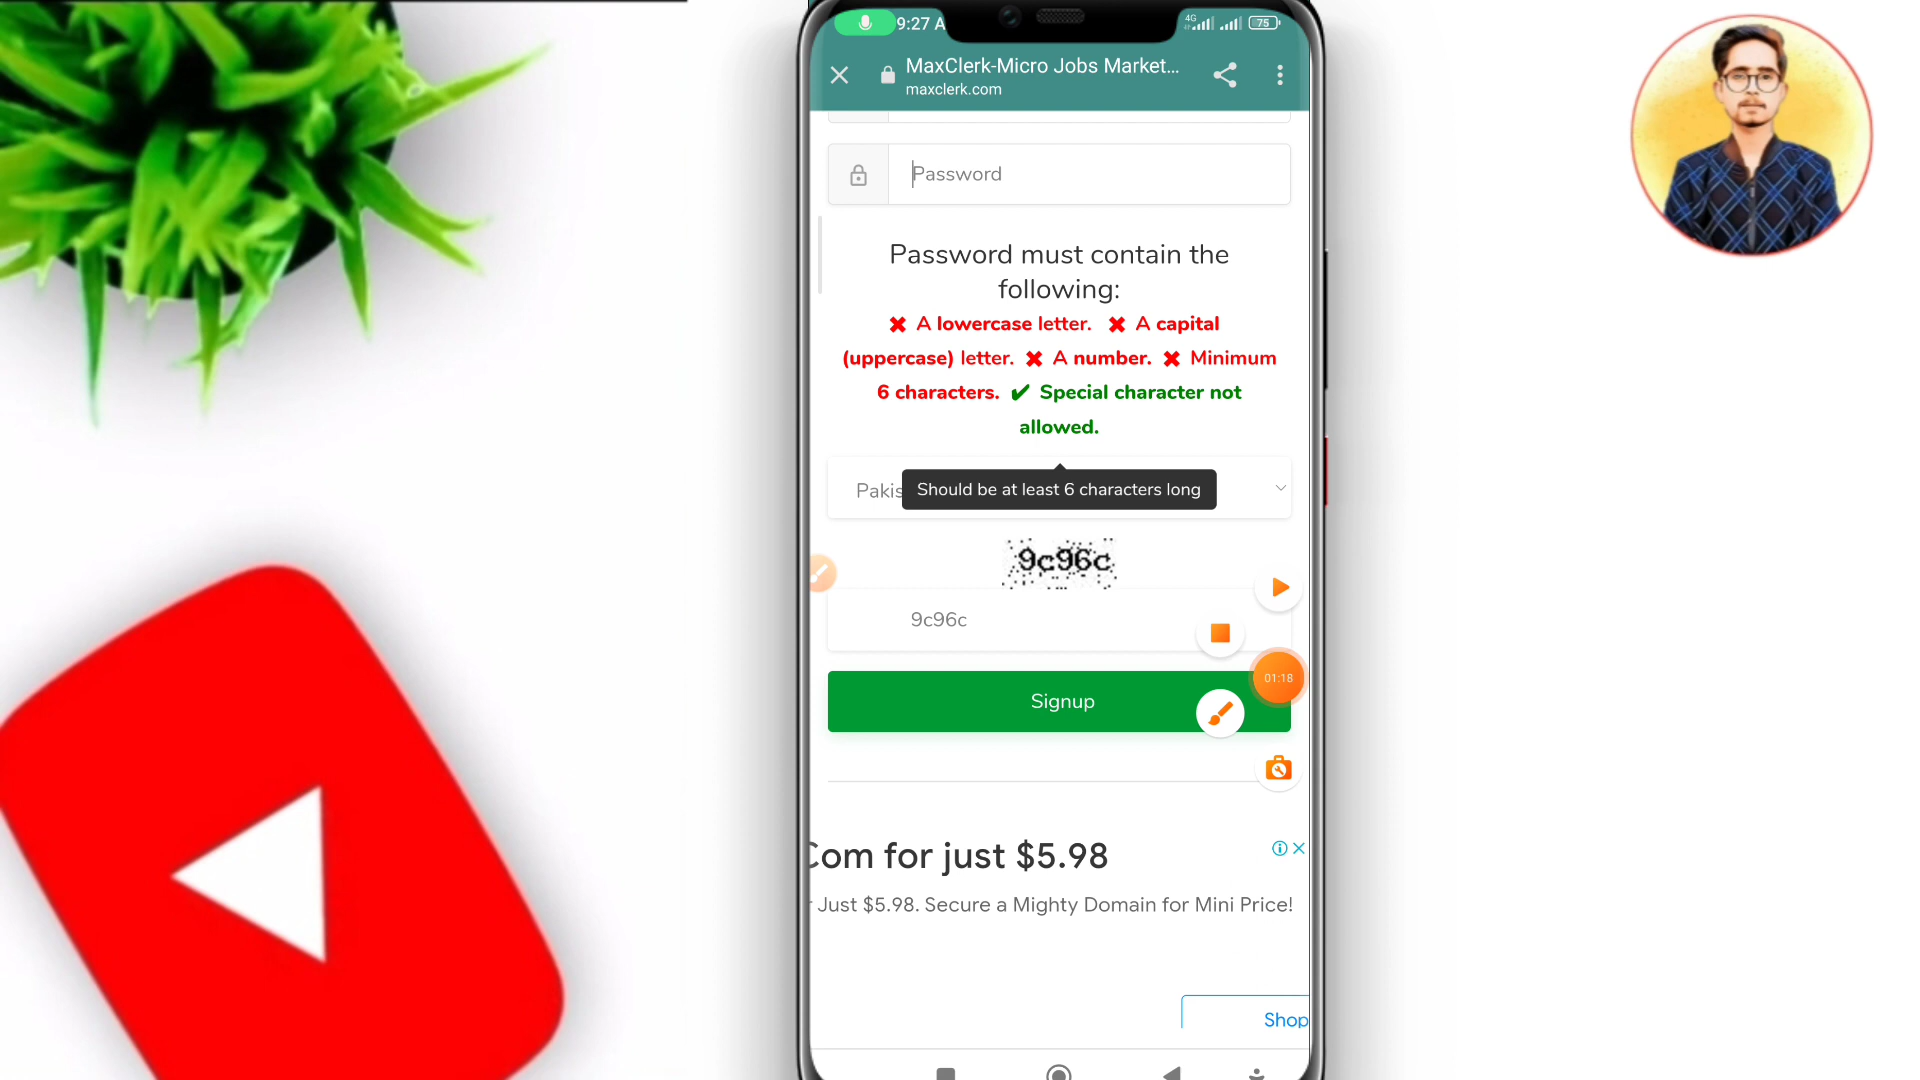 9:27 A
4G
75
MaxClerk-Micro Jobs Market...
maxclerk.com
Password
Password must contain the
following:
✖ A lowercase letter. ✖ A capital
(uppercase) letter. ✖ A number. ✖ Minimum
6 characters. ✔ Special character not
allowed.
Pakis
Should be at least 6 characters long
9c96c
9c96c
01:18
Signup
Com for just $5.98
Just $5.98. Secure a Mighty Domain for Mini Price!
Shop